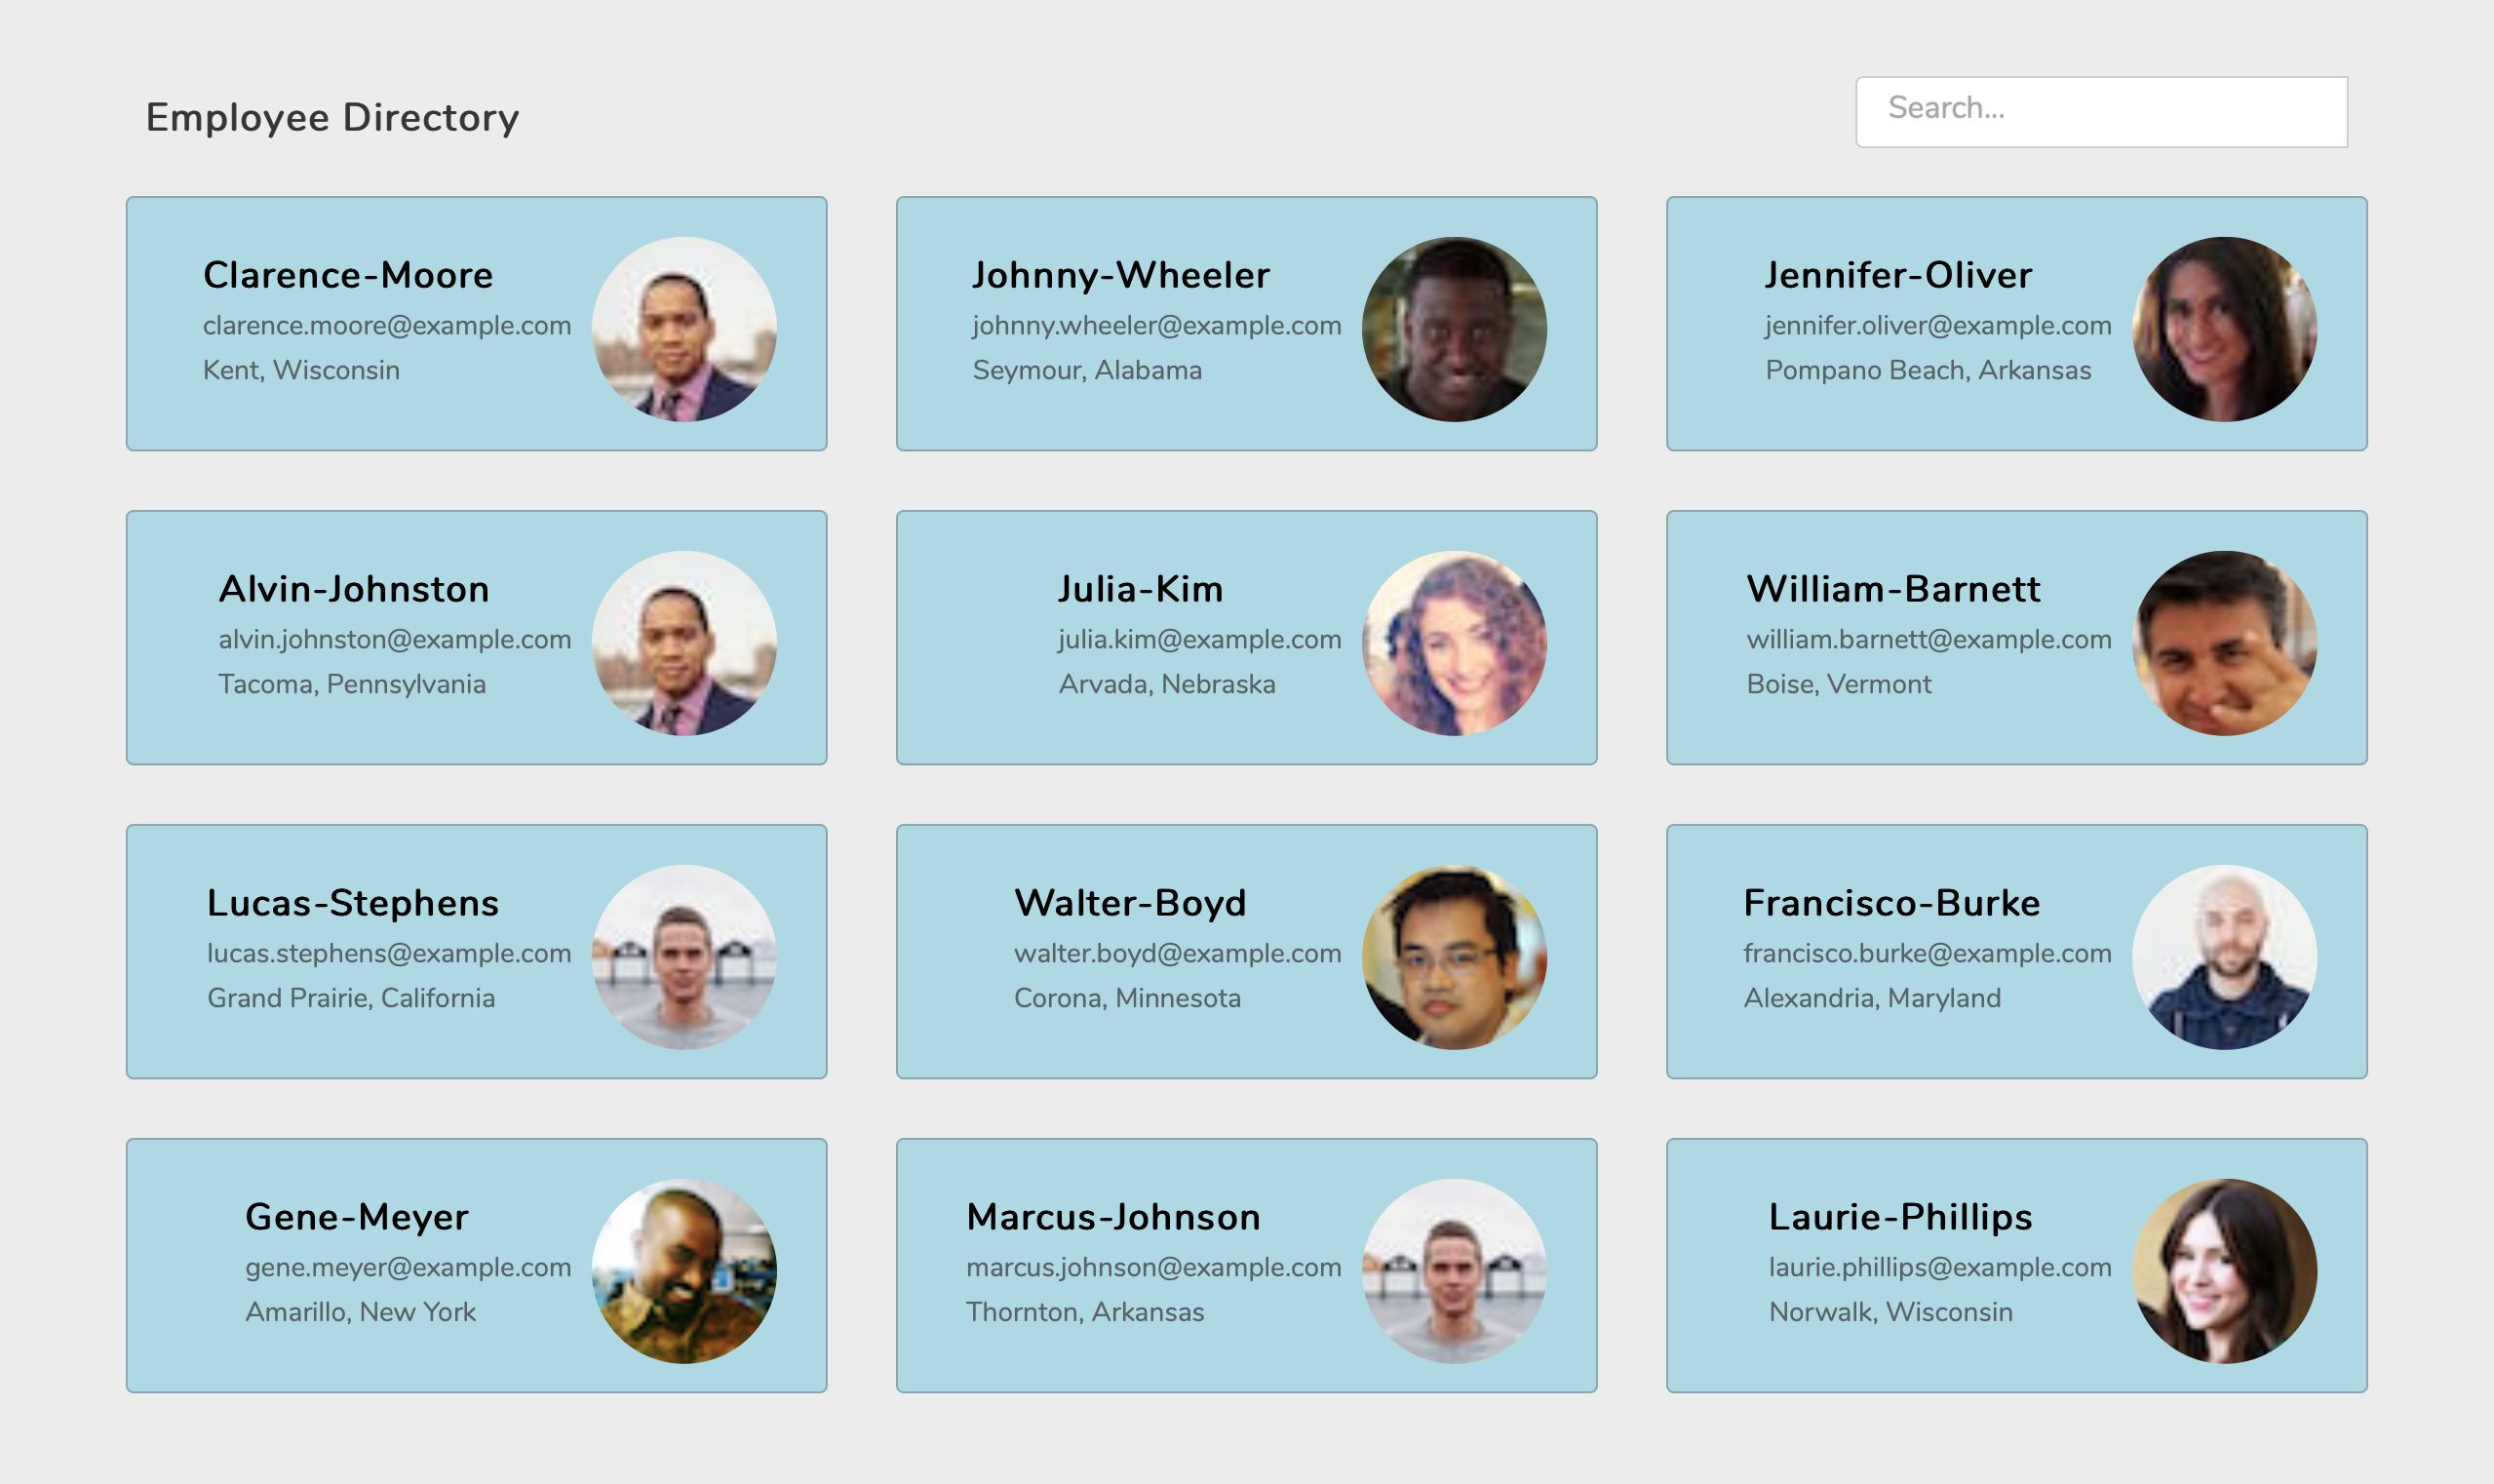 Employee Directory
Search...
Clarence-Moore
clarence.moore@example.com
Kent, Wisconsin
Johnny-Wheeler
johnny.wheeler@example.com
Seymour, Alabama
Jennifer-Oliver
jennifer.oliver@example.com
Pompano Beach, Arkansas
Alvin-Johnston
alvin.johnston@example.com
Tacoma, Pennsylvania
Julia-Kim
julia.kim@example.com
Arvada, Nebraska
William-Barnett
william.barnett@example.com
Boise, Vermont
Lucas-Stephens
lucas.stephens@example.com
Grand Prairie, California
Walter-Boyd
walter.boyd@example.com
Corona, Minnesota
Francisco-Burke
francisco.burke@example.com
Alexandria, Maryland
Gene-Meyer
gene.meyer@example.com
Amarillo, New York
Marcus-Johnson
marcus.johnson@example.com
Thornton, Arkansas
Laurie-Phillips
laurie.phillips@example.com
Norwalk, Wisconsin